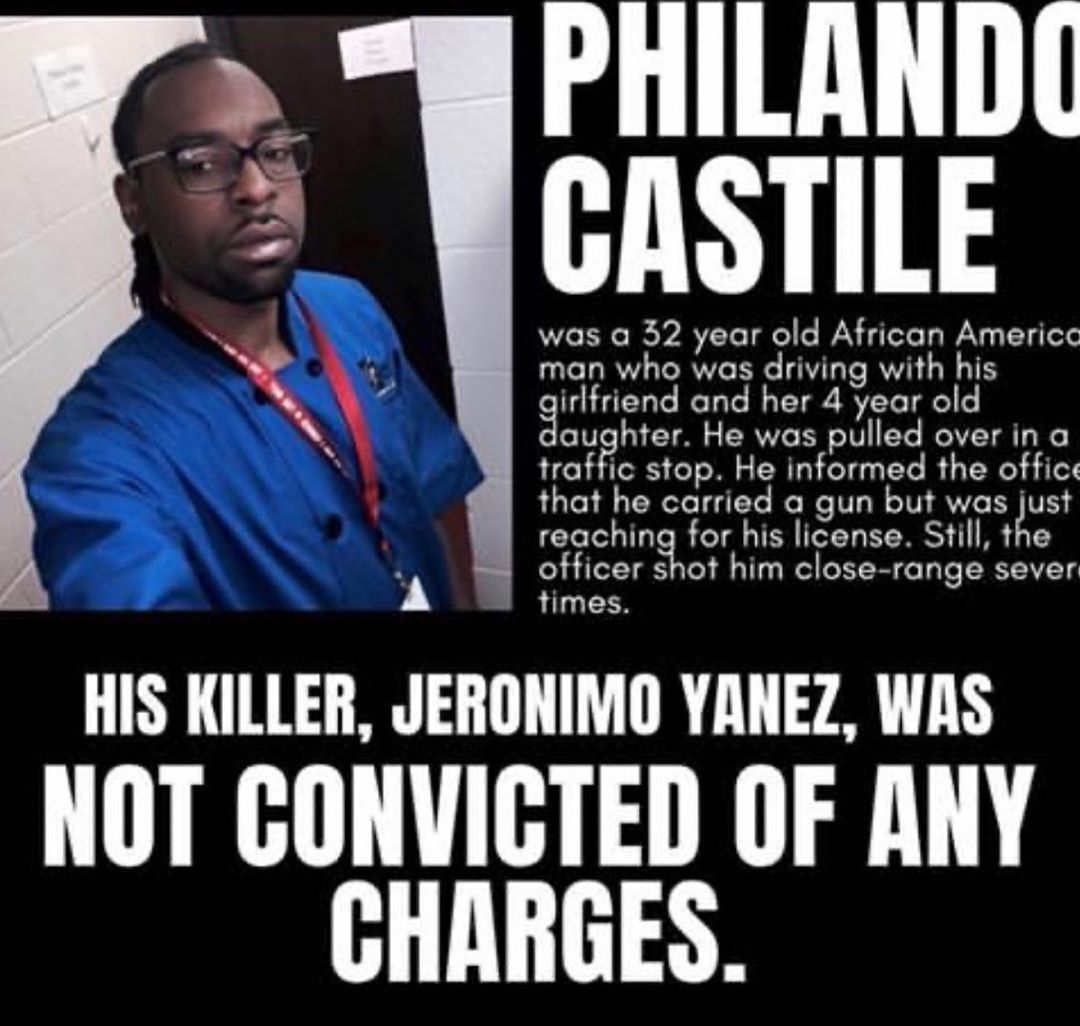 PHILANDO
CASTILE
was a 32 year old African America
man who was driving with his
girlfriend and her 4 year old
daughter. He was pulled over in a
traffic stop. He informed the office
that he carried a gun but was just
reaching for his license. Still, the
officer shot him close-range severa
times.
HIS KILLER, JERONIMO YANEZ, WAS
NOT CONVICTED OF ANY
CHARGES.